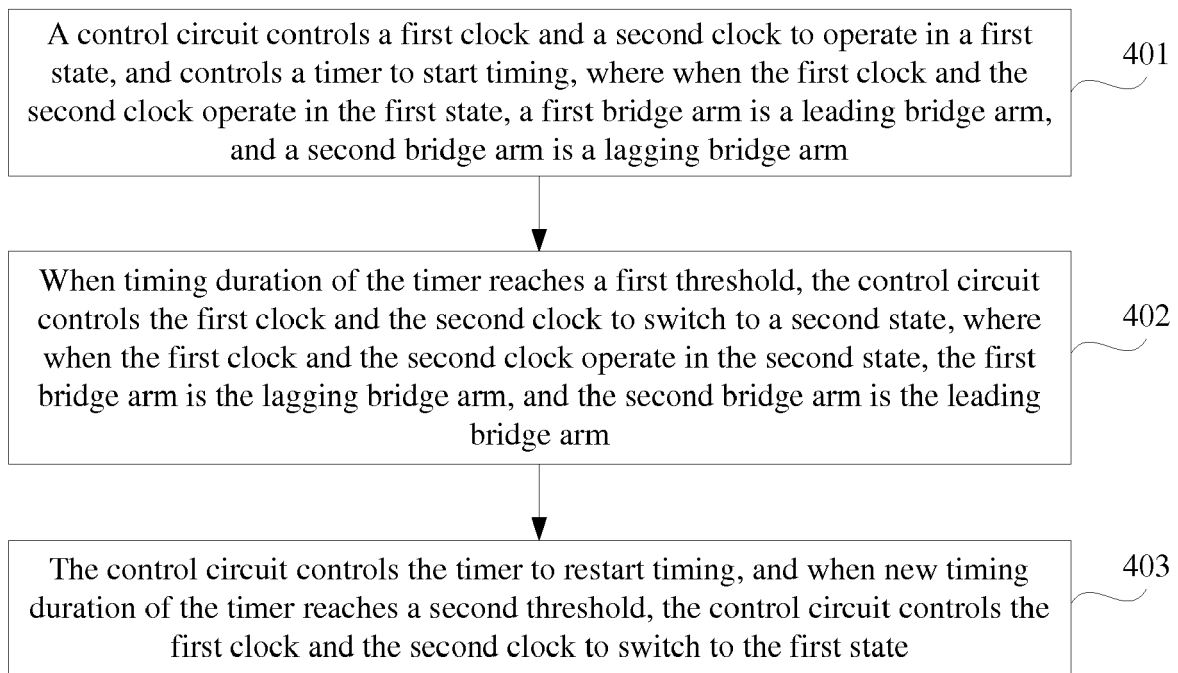 A control circuit controls a first clock and a second clock to operate in a first
state, and controls a timer to start timing, where when the first clock and the
second clock operate in the first state, a first bridge arm is a leading bridge arm,
and a second bridge arm is a lagging bridge arm
401
When timing duration of the timer reaches a first threshold, the control circuit
controls the first clock and the second clock to switch to a second state, where
when the first clock and the second clock operate in the second state, the first
bridge arm is the lagging bridge arm, and the second bridge arm is the leading
bridge arm
402
The control circuit controls the timer to restart timing, and when new timing
duration of the timer reaches a second threshold, the control circuit controls the
first clock and the second clock to switch to the first state
403